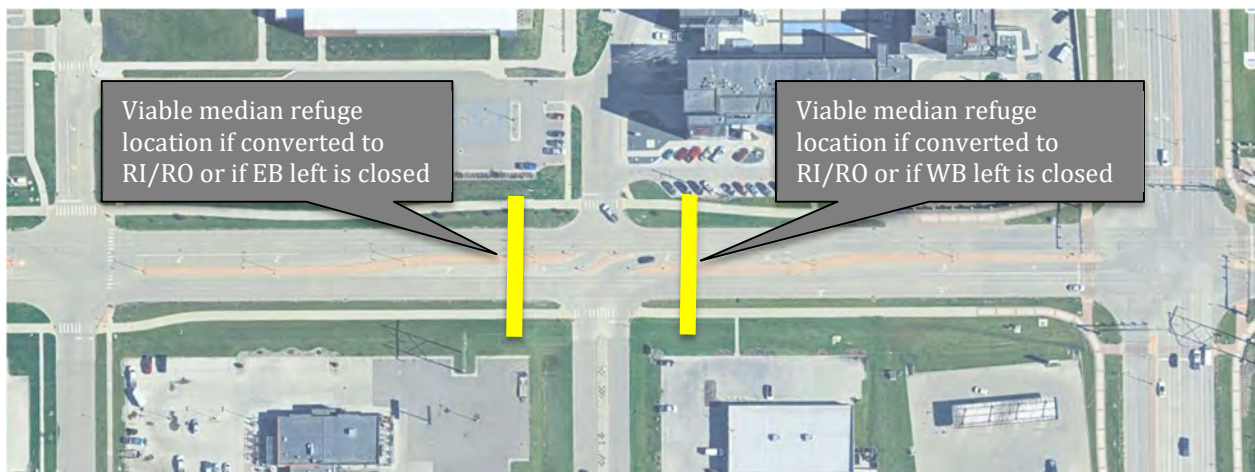 Viable median refuge
location if converted to
RI/RO or if EB left is closed
Viable median refuge
location if converted to
RI/RO or if WB left is closed